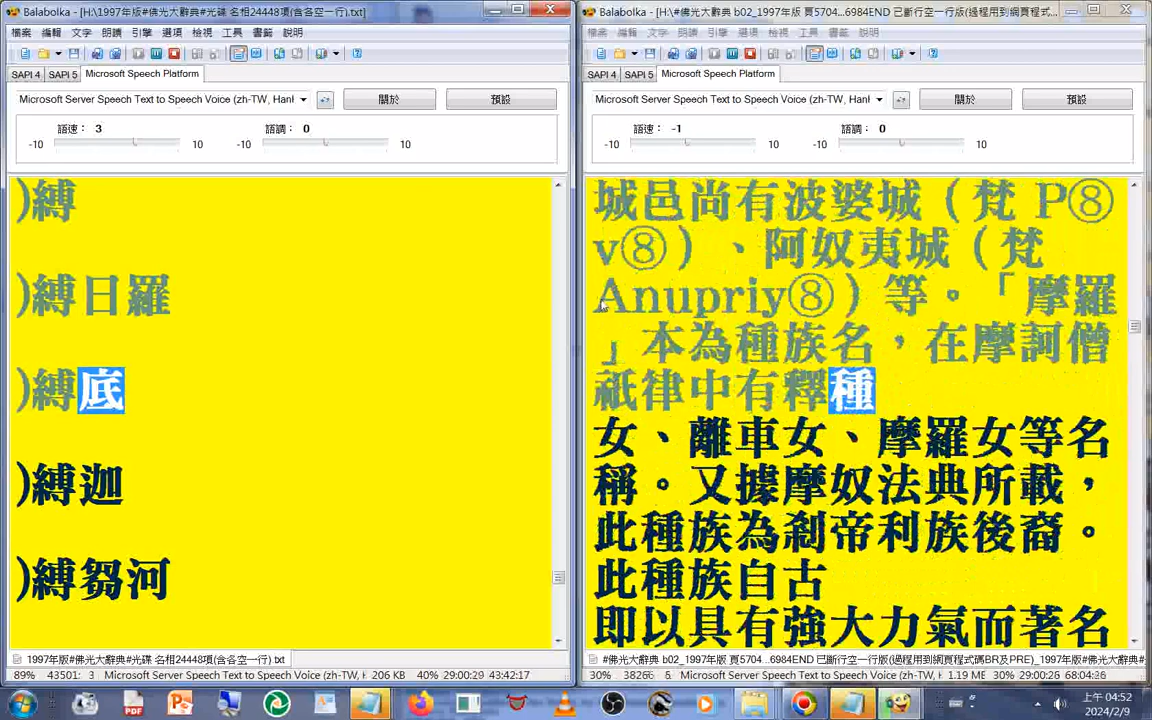 Balabolka - [H:\1997年版#佛光大辭典#光碟 名相24448項(含各空一行).txt]
檔案 編輯 文字 朗讀 引擎 選項 檢視 工具 書籤 說明
SAPI 4 SAPI 5 Microsoft Speech Platform
Microsoft Server Speech Text to Speech Voice (zh-TW, Hanl
關於 預設
語速： 3 語調： 0
-10 10 -10 10
)縛
)縛日羅
)縛底
)縛迦
)縛芻河
1997年版#佛光大辭典#光碟 名相24448項(含各空一行).txt
89% 43501: 3 Microsoft Server Speech Text to Speech Voice (zh-TW, H 206 KB 40% 29:00:29 43:42:17
Balabolka - [H:\#佛光大辭典 b02_1997年版 頁5704...6984END 已斷行空一行版(過程用到網頁程式...
檔案 編輯 文字 朗讀 引擎 選項 檢視 工具 書籤 說明
SAPI 4 SAPI 5 Microsoft Speech Platform
Microsoft Server Speech Text to Speech Voice (zh-TW, Hanl
關於 預設
語速： -1 語調： 0
-10 10 -10 10
城邑尚有波婆城（梵 P⑧
v⑧）、阿奴夷城（梵
Anupriy⑧）等。「摩羅
」本為種族名，在摩訶僧
祇律中有釋種
女、離車女、摩羅女等名
稱。又據摩奴法典所載，
此種族為剎帝利族後裔。
此種族自古
即以具有強大力氣而著名
#佛光大辭典 b02_1997年版 頁5704...6984END 已斷行空一行版(過程用到網頁程式碼BR及PRE)_1997年版#
30% Microsoft Server Speech Text to Speech Voice (zh-TW, H 1.19 MB 30% 29:00:26 68:04:36
上午 04:52
2024/2/9